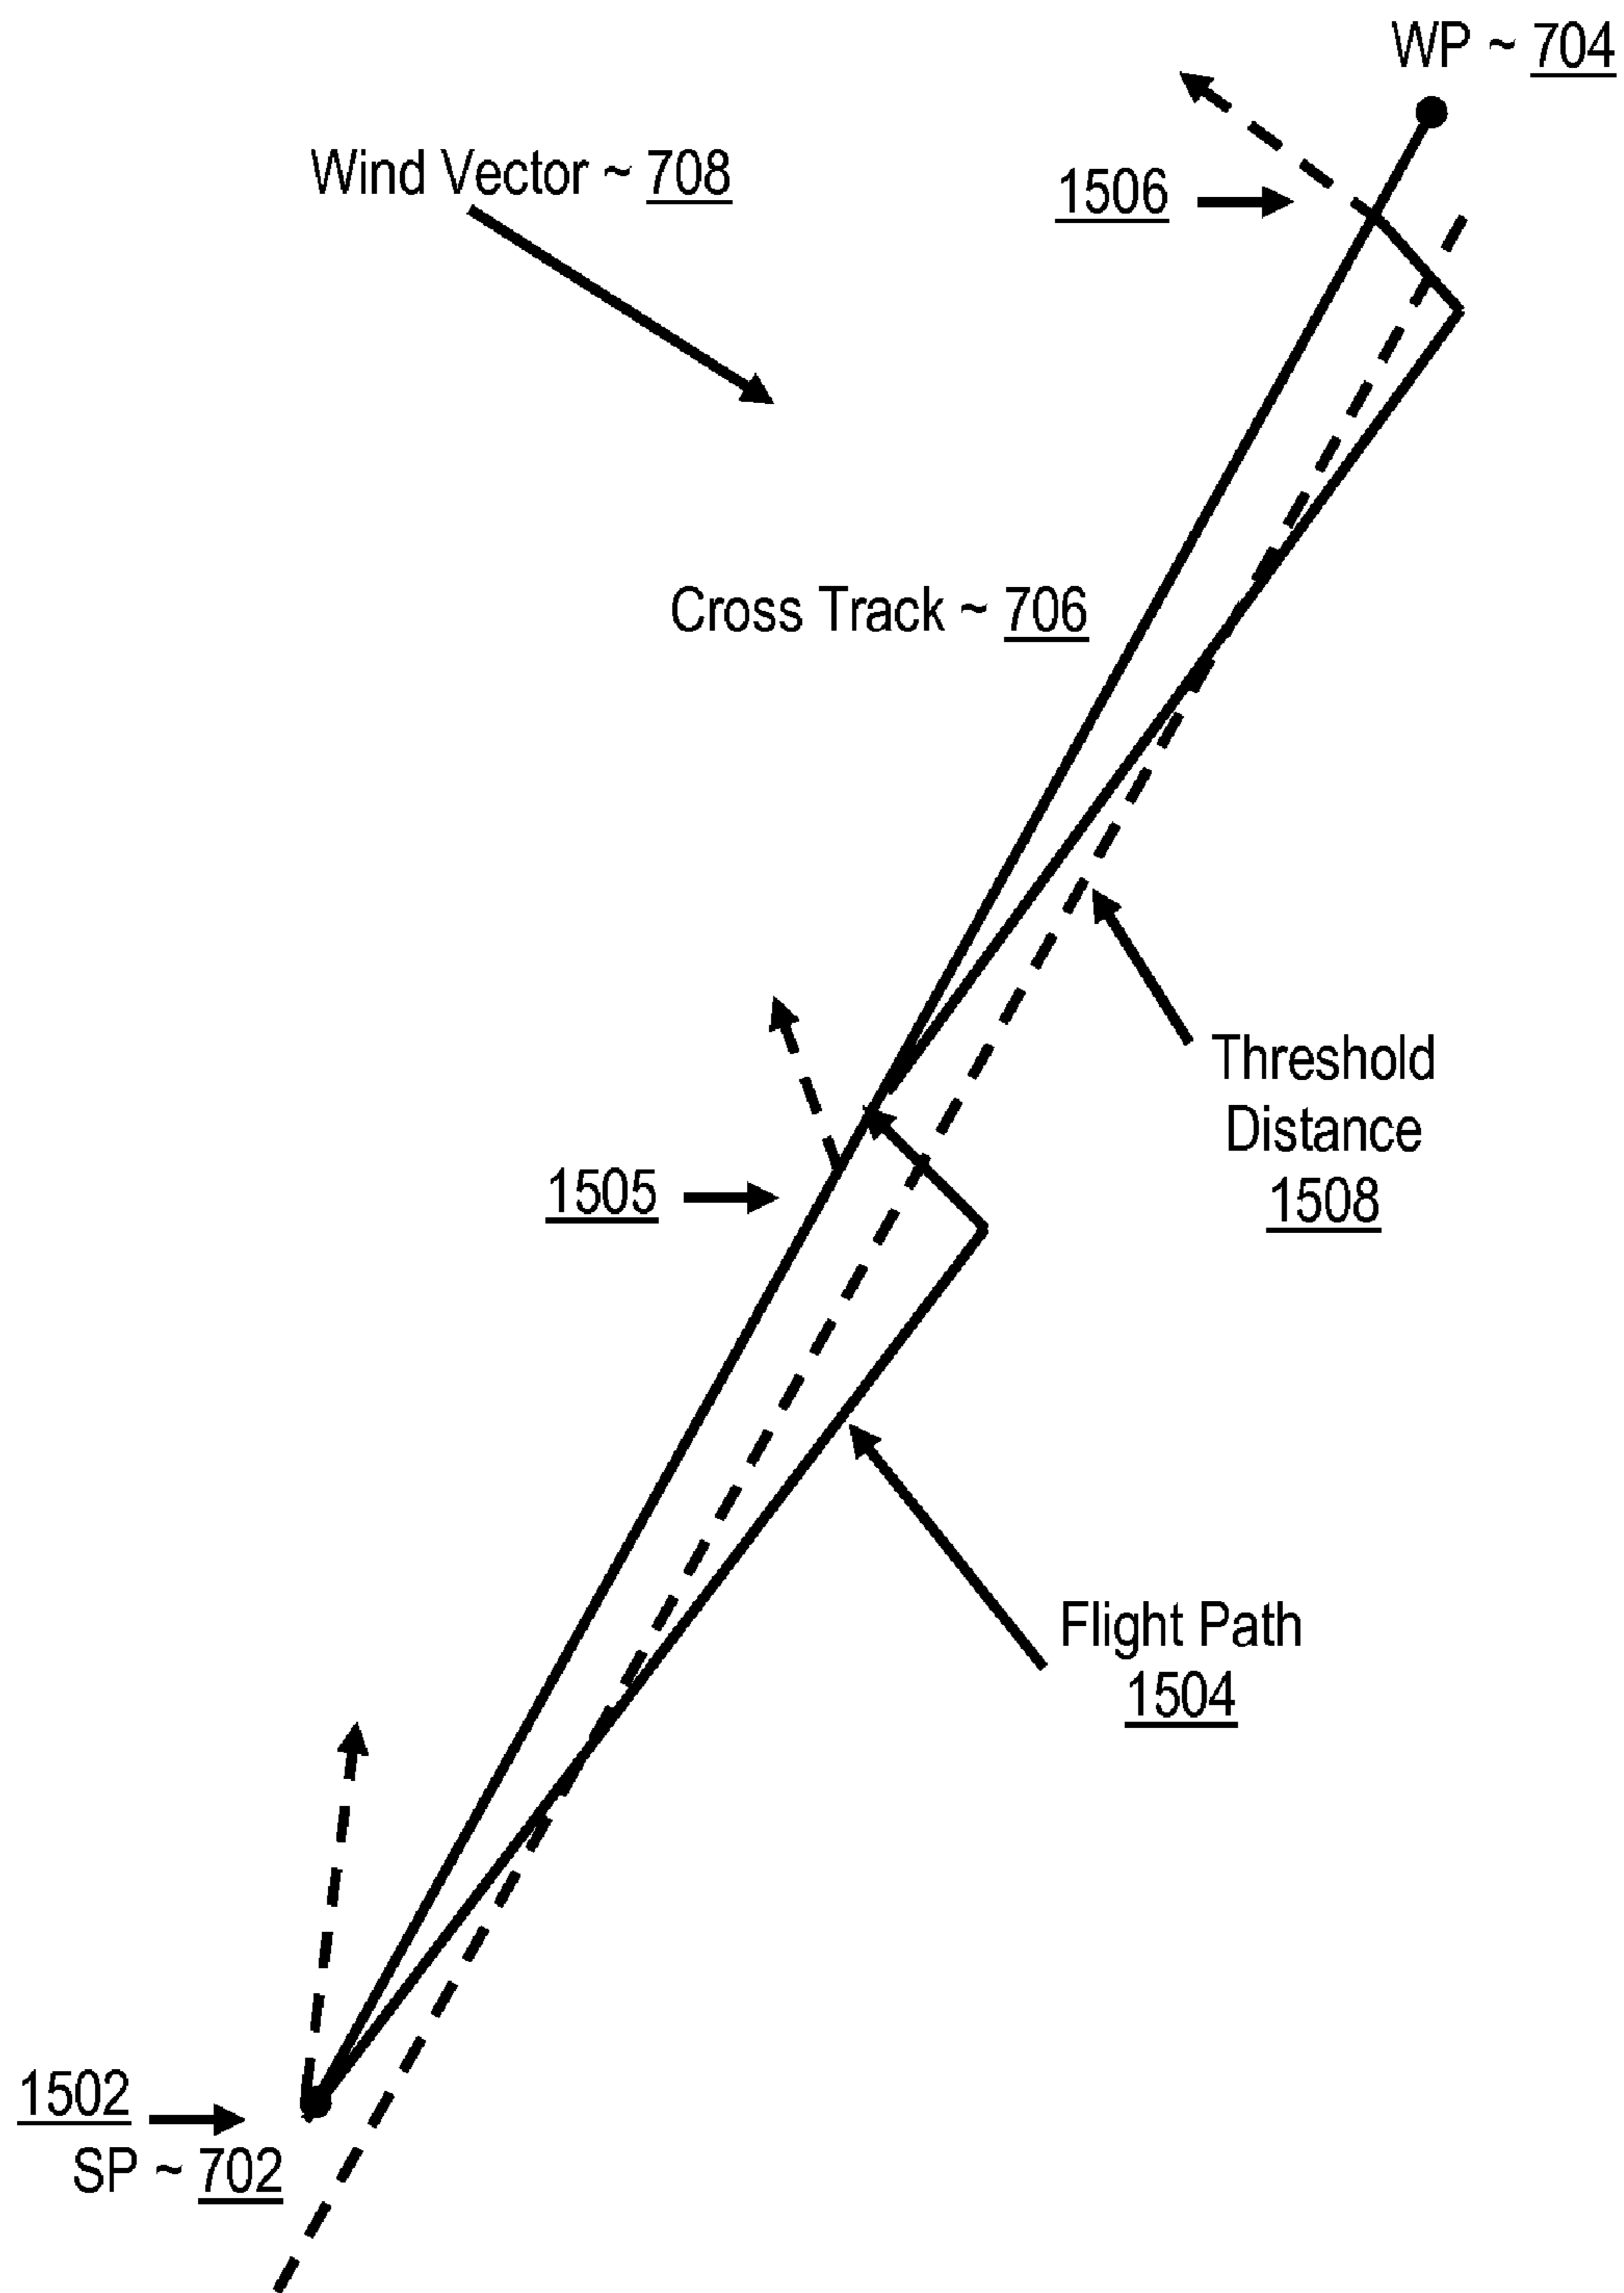 WP ~ 704
Wind Vector ~ 708
1506
Cross Track ~ 706
Threshold
Distance
1508
1505
Flight Path
1504
1502
SP ~ 702